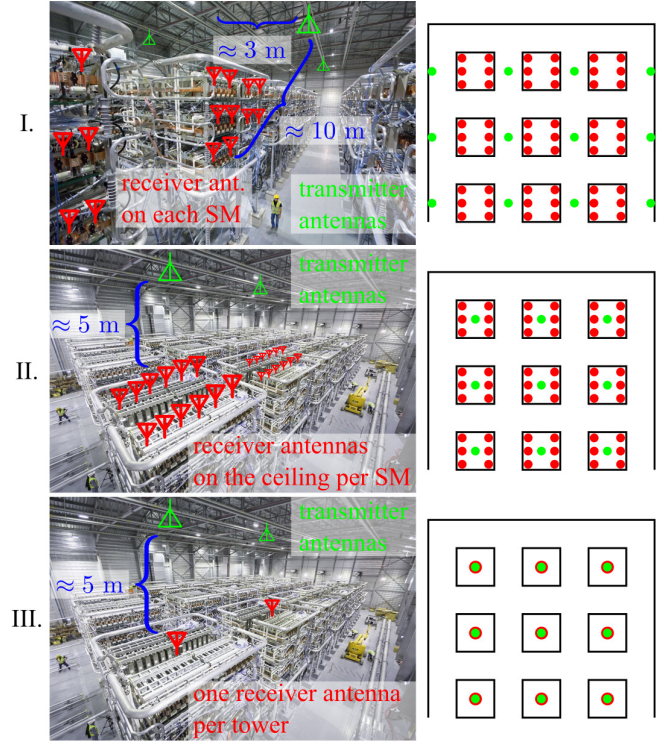 I.
≈ 3 m
≈ 10 m
receiver ant.
on each SM
transmitter
antennas
II.
transmitter
antennas
≈ 5 m
receiver antennas
on the ceiling per SM
III.
transmitter
antennas
≈ 5 m
one receiver antenna
per tower